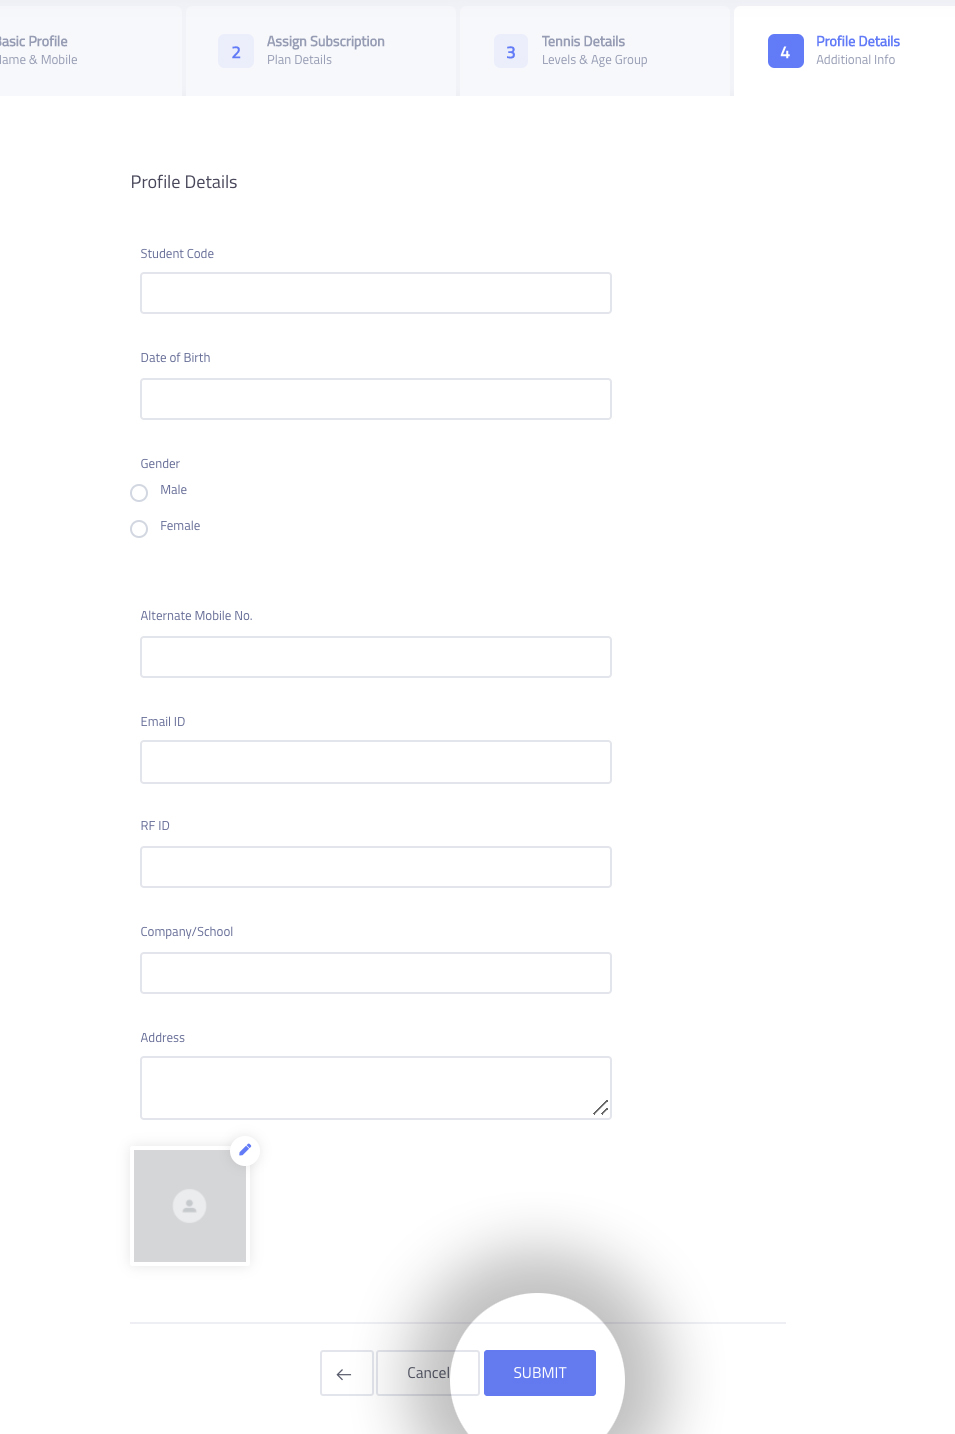 Basic Profile
Name & Mobile
2
Assign Subscription
Plan Details
3
Tennis Details
Levels & Age Group
4
Profile Details
Additional Info
Profile Details
Student Code
Date of Birth
Gender
Male
Female
Alternate Mobile No.
Email ID
RF ID
Company/School
Address
Cancel
SUBMIT